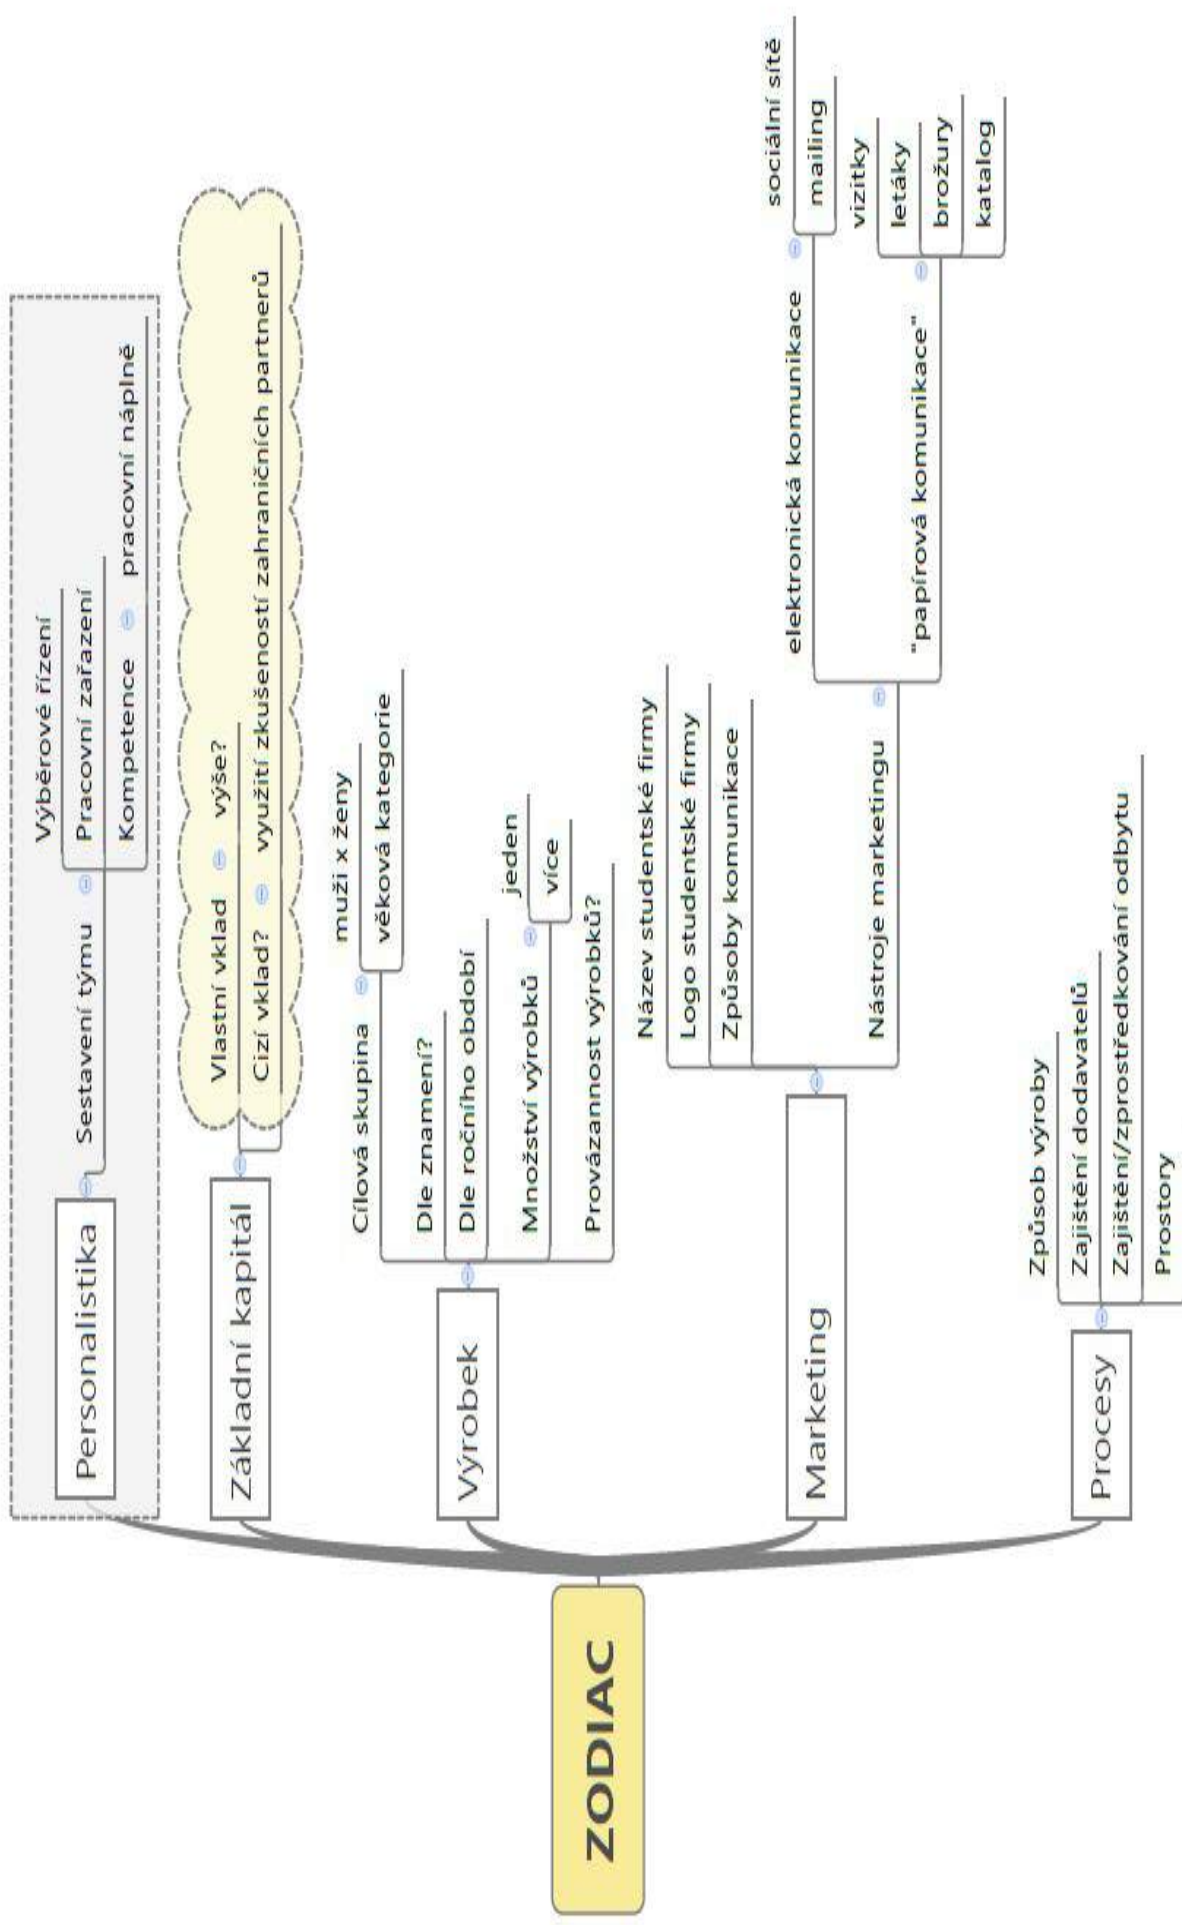 ZODIAC
Personalistika
Sestavení týmu
Výběrové řízení
Pracovní zařazení
Kompetence
pracovní náplně
Základní kapitál
Vlastní vklad
výše?
Cizí vklad?
využití zkušeností zahraničních partnerů
Výrobek
Cílová skupina
muži x ženy
věková kategorie
Dle znamení?
Dle ročního období
Množství výrobků
jeden
více
Provázannost výrobků?
Marketing
Název studentské firmy
Logo studentské firmy
Způsoby komunikace
Nástroje marketingu
elektronická komunikace
sociální sítě
mailing
"papírová komunikace"
vizitky
letáky
brožury
katalog
Procesy
Způsob výroby
Zajištění dodavatelů
Zajištění/zprostředkování odbytu
Prostory